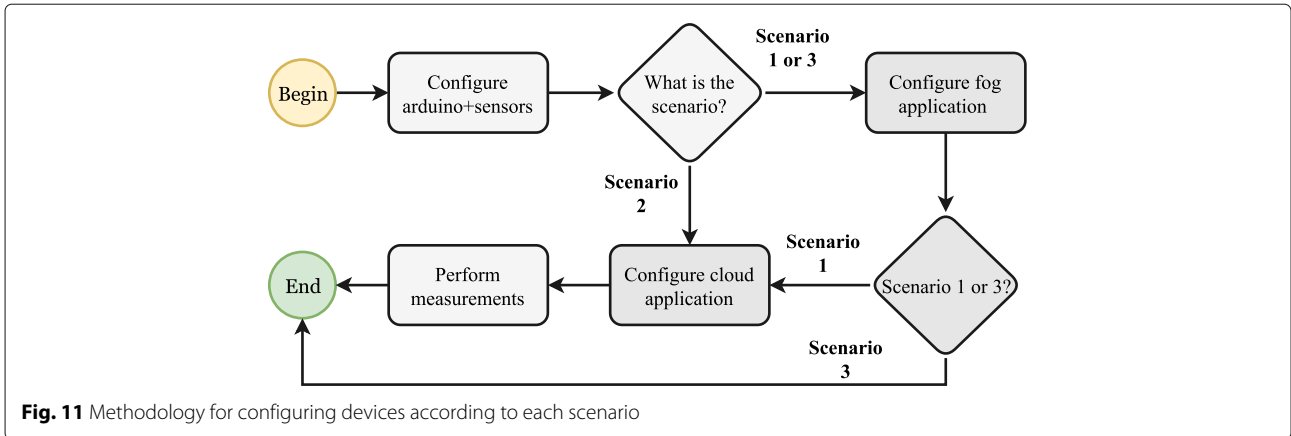 Begin
Configure
arduino+sensors
What is the
scenario?
Scenario
1 or 3
Configure fog
application
Scenario
2
Scenario 1 or 3?
Scenario
1
Configure cloud
application
Perform
measurements
End
Scenario
3
Fig. 11 Methodology for configuring devices according to each scenario